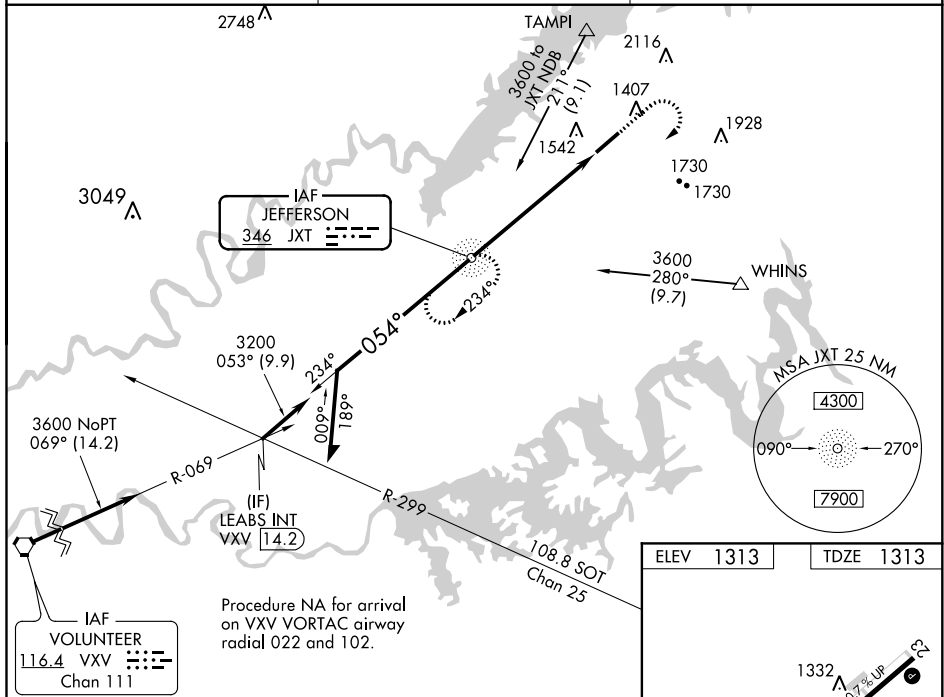 2748
TAMPI
2116
3600 to
JXT NDB
211°
(9.1)
1407
1928
1542
1730
1730
3049
IAF
JEFFERSON
346 JXT
3600
280°
(9.7)
WHINS
234°
054°
3200
053° (9.9)
234°
009°
189°
MSA JXT 25 NM
4300
090°
270°
7900
3600 NoPT
069° (14.2)
R-069
(IF)
LEABS INT
VXV 14.2
R-299
108.8 SOT
Chan 25
ELEV 1313
TDZE 1313
Procedure NA for arrival
on VXV VORTAC airway
radial 022 and 102.
IAF
VOLUNTEER
116.4 VXV
Chan 111
1332
0.7% UP
23
P